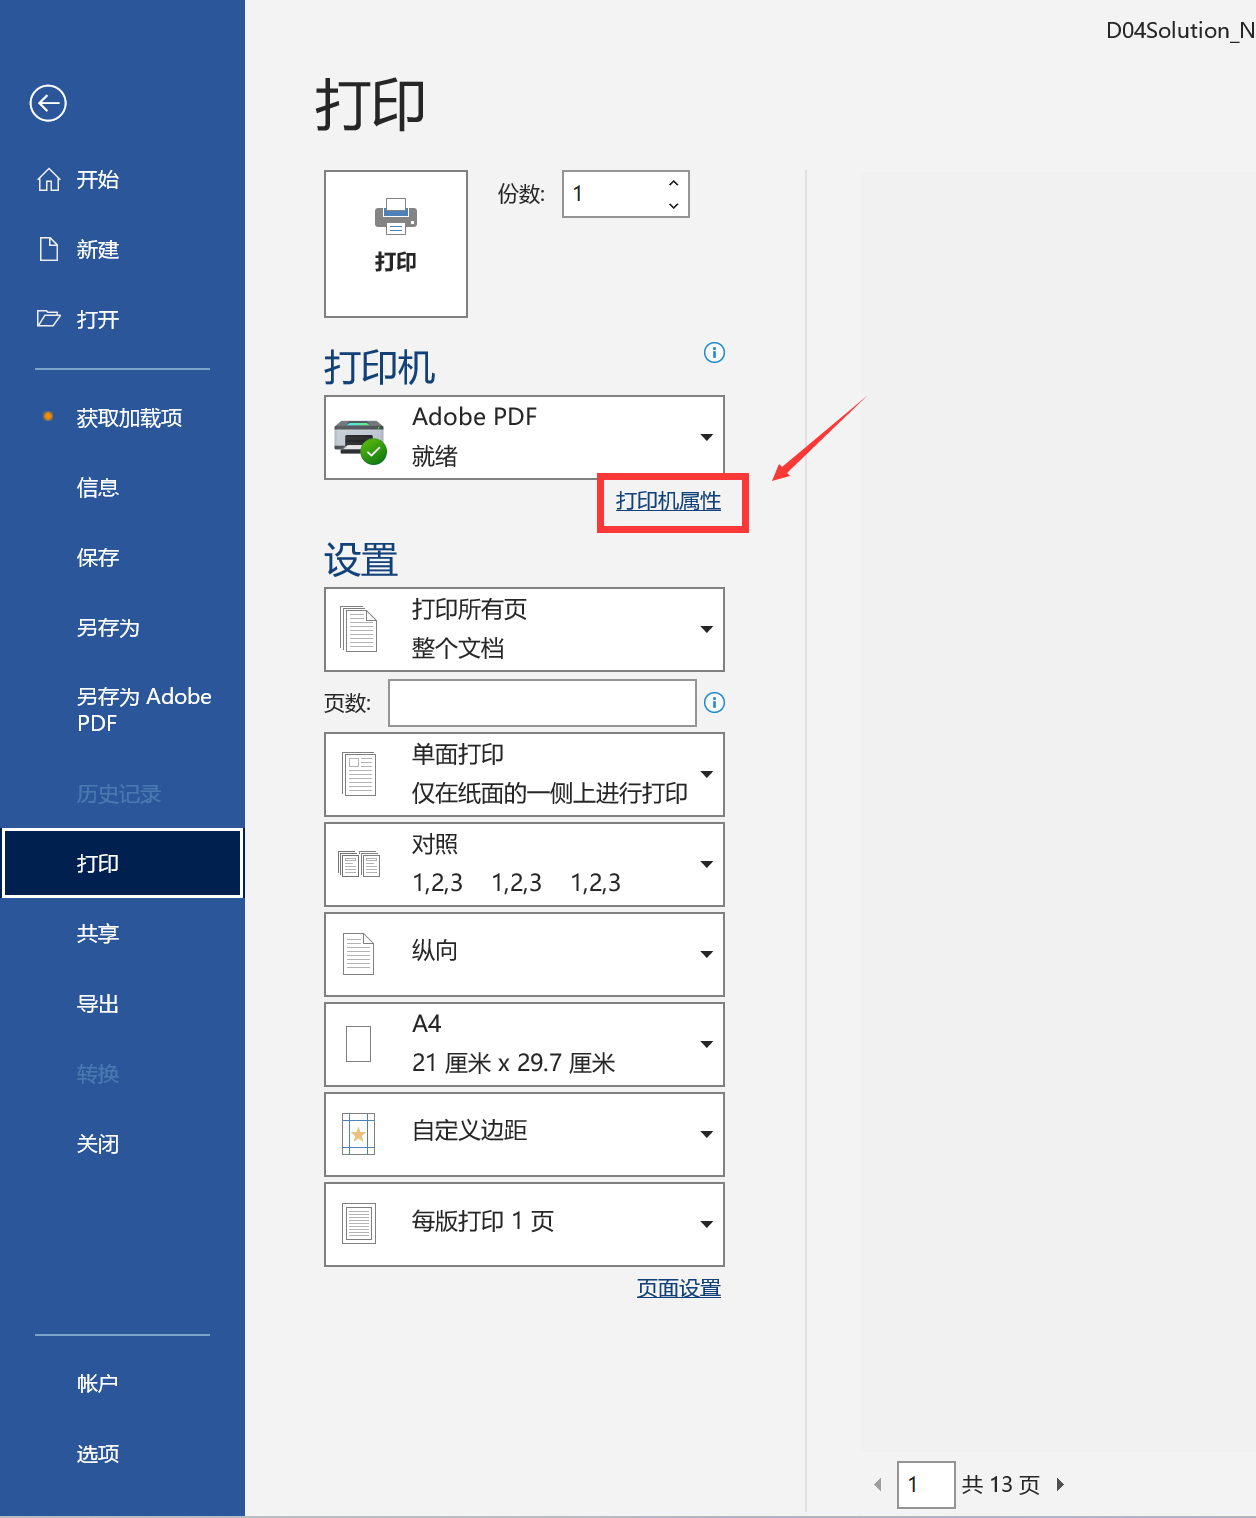 D04Solution_N
打印
开始
新建
打开
获取加载项
信息
保存
另存为
另存为 Adobe
PDF
历史记录
打印
共享
导出
转换
关闭
帐户
选项
打印
份数:
1
打印机
Adobe PDF
就绪
打印机属性
设置
打印所有页
整个文档
页数:
单面打印
仅在纸面的一侧上进行打印
对照
1,2,3 1,2,3 1,2,3
纵向
A4
21 厘米 x 29.7 厘米
自定义边距
每版打印 1 页
页面设置
1 共 13 页